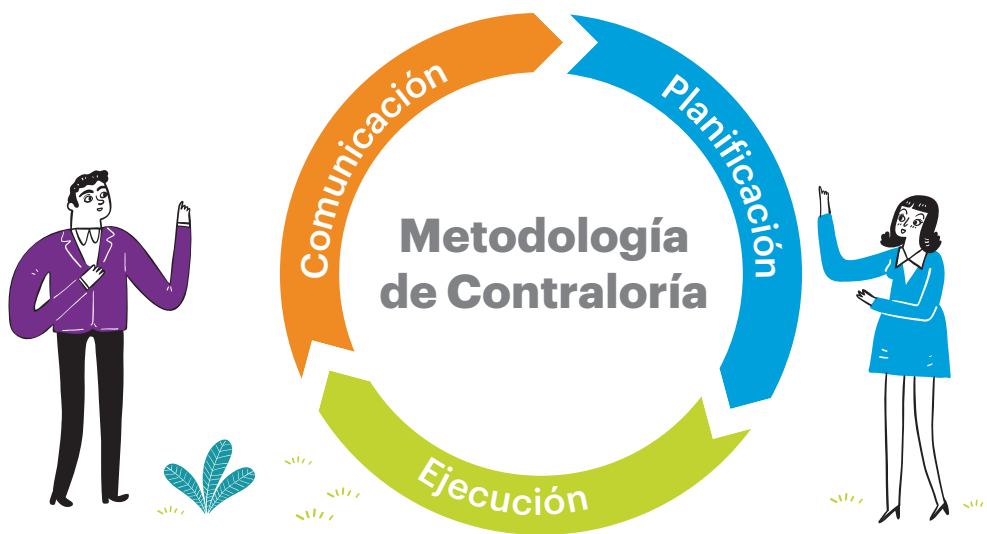 Metodología
de Contraloría
Planificación
Ejecución
Comunicación